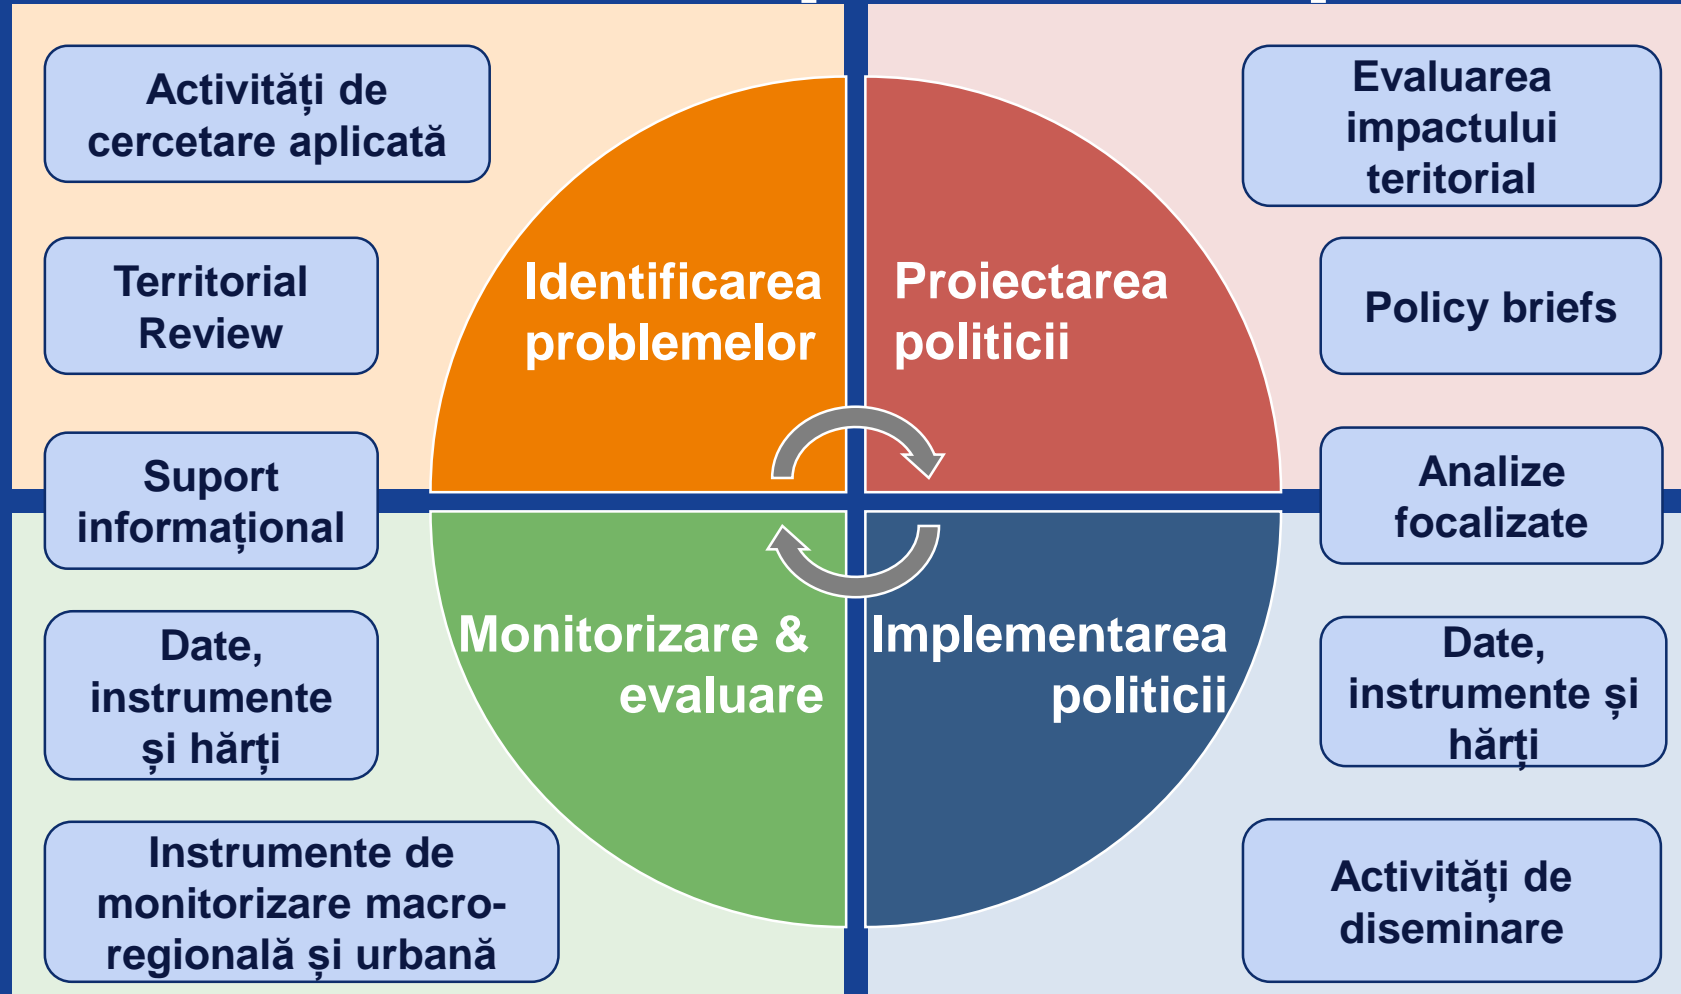 Activități de
cercetare aplicată
Territorial
Review
Suport
informațional
Date,
instrumente
și hărți
Instrumente de
monitorizare macro-
regională și urbană
Identificarea
problemelor
Proiectarea
politicii
Monitorizare &
evaluare
Implementarea
politicii
Evaluarea
impactului
teritorial
Policy briefs
Analize
focalizate
Date,
instrumente și
hărți
Activități de
diseminare